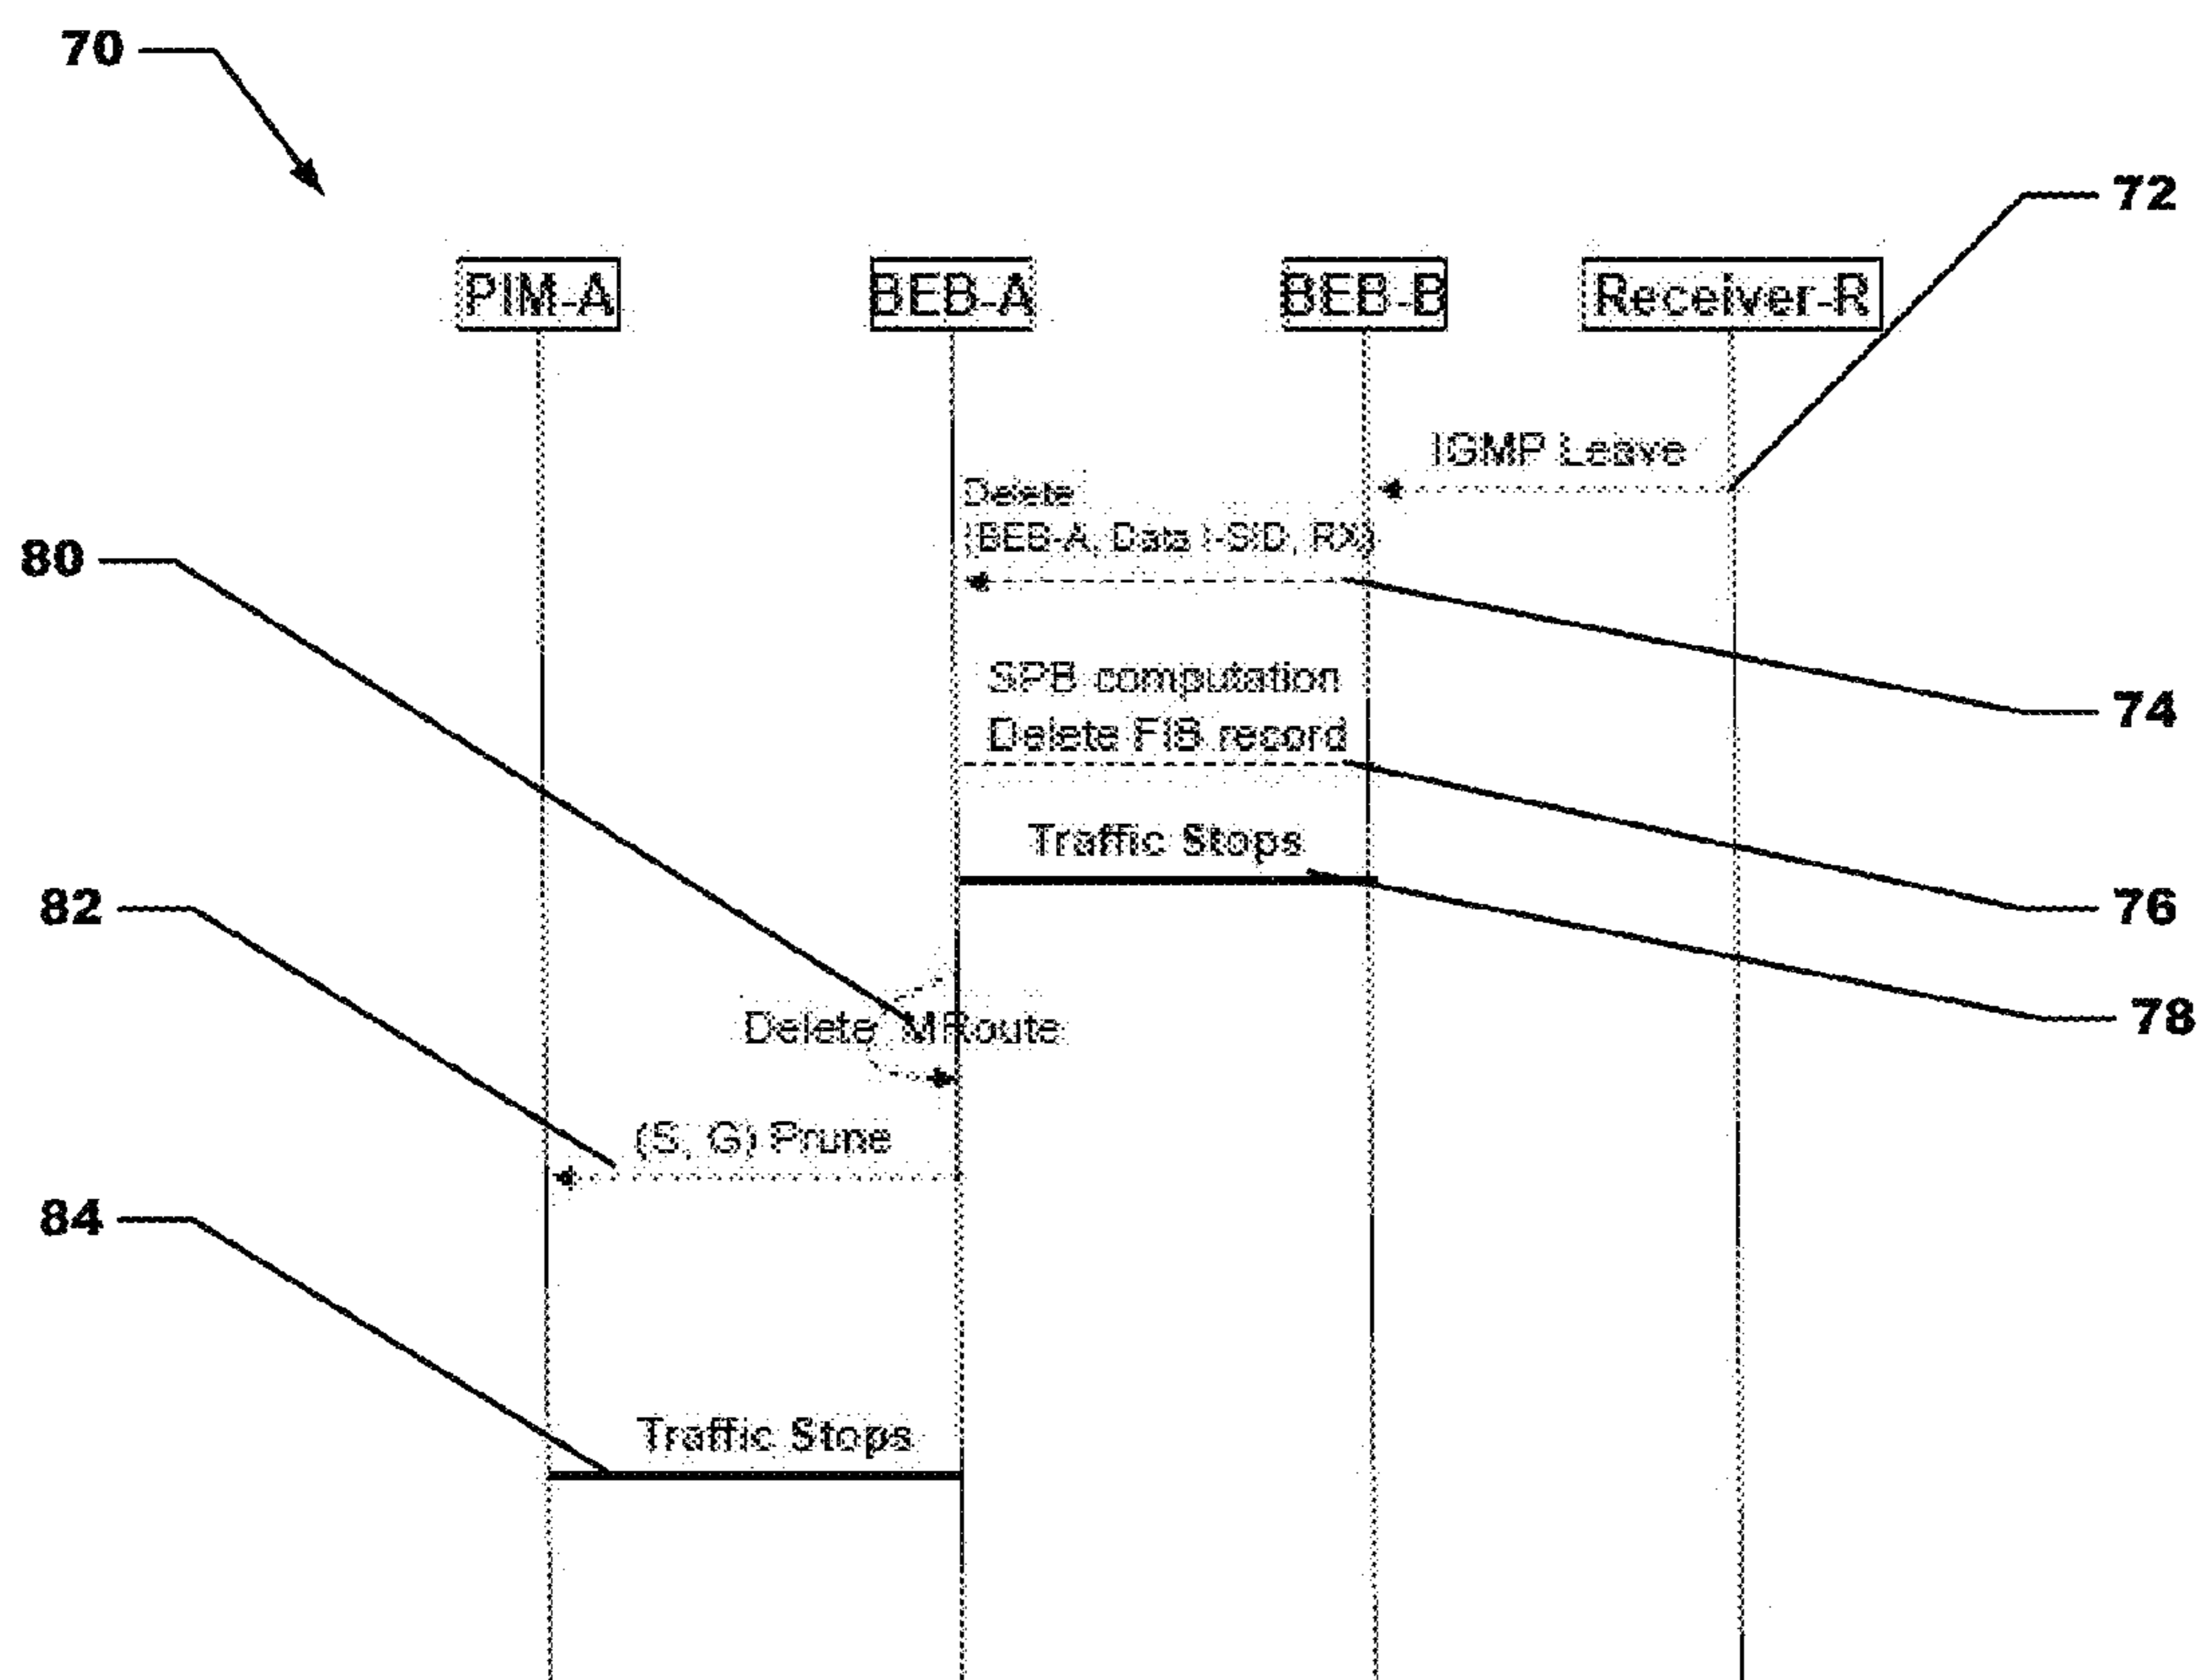 70
72
PIM-A
BEB-A
BEB-B
Receiver-R
IGMP Leave
Delete
(BEB-A, Data I-SID, RX)
80
SPB computation
74
Delete FIB record
Traffic Stops
82
76
Delete MRoute
78
(S, G) Prune
84
Traffic Stops